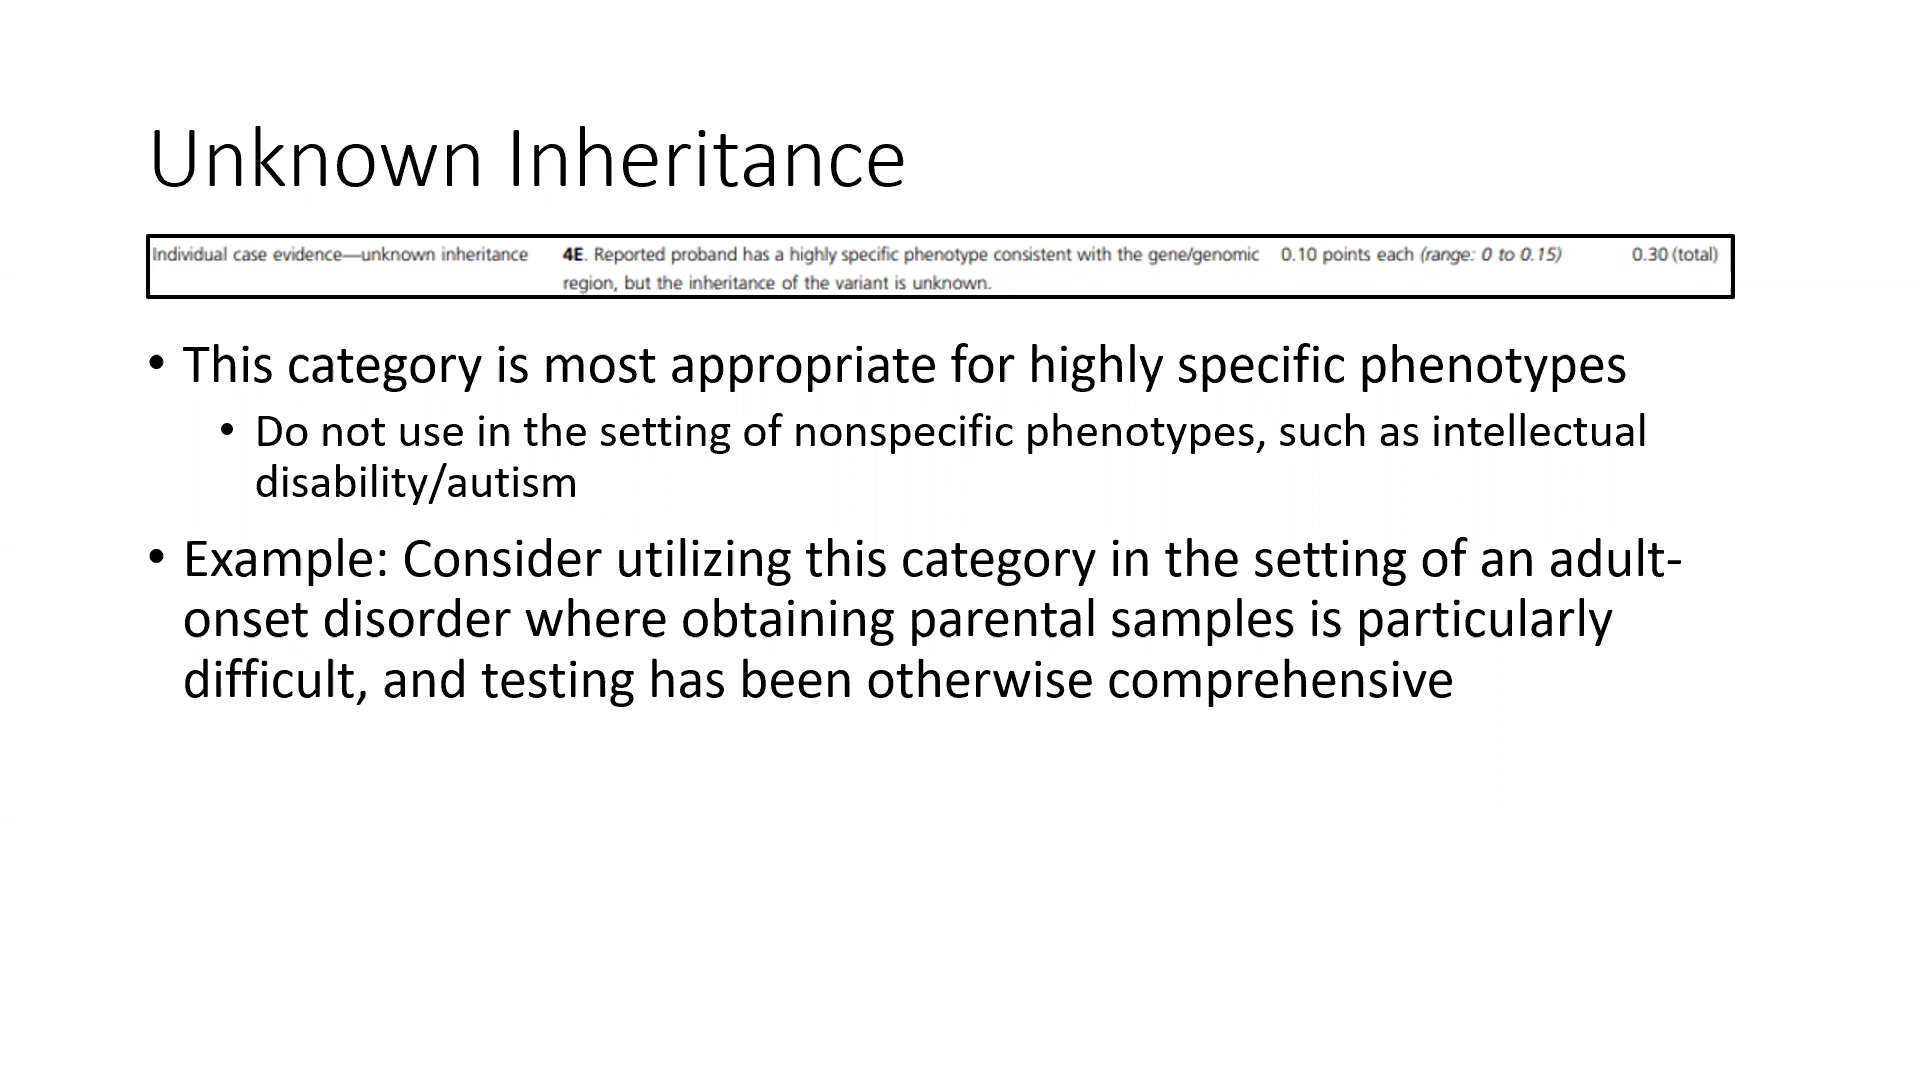 Unknown Inheritance
Individual case evidence—unknown inheritance 4E. Reported proband has a highly specific phenotype consistent with the gene/genomic 0.10 points each (range: 0 to 0.15) 0.30 (total)
region, but the inheritance of the variant is unknown.
• This category is most appropriate for highly specific phenotypes
• Do not use in the setting of nonspecific phenotypes, such as intellectual
disability/autism
• Example: Consider utilizing this category in the setting of an adult-
onset disorder where obtaining parental samples is particularly
difficult, and testing has been otherwise comprehensive